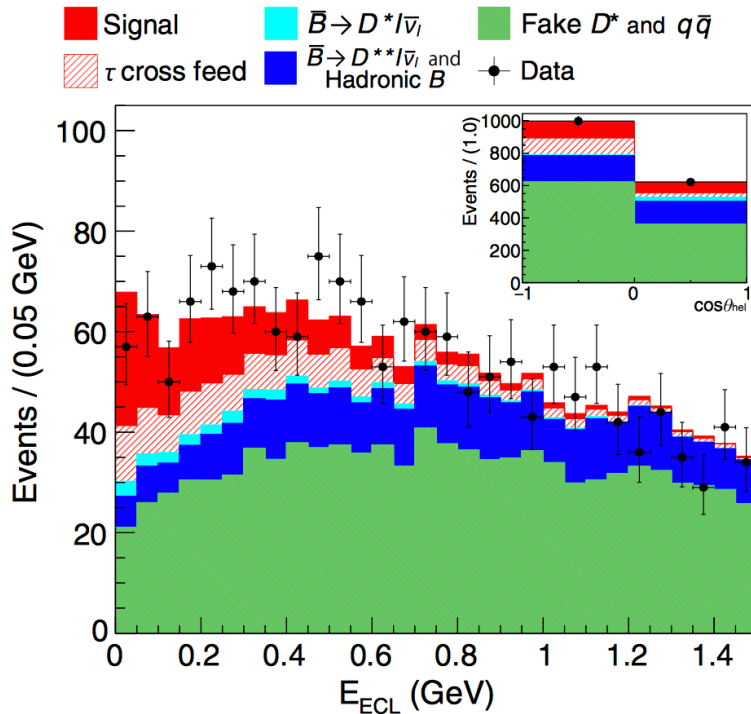 Signal
B̄→D*lν̄l
Fake D* and qq̄
τ cross feed
B̄→D**lν̄l and
Hadronic B
Data
Events / (0.05 GeV)
100
80
60
40
20
0
0
0.2
0.4
0.6
0.8
1
1.2
1.4
E_ECL (GeV)
Events / (1.0)
1000
800
600
400
200
0
-1
0
1
cosθhel